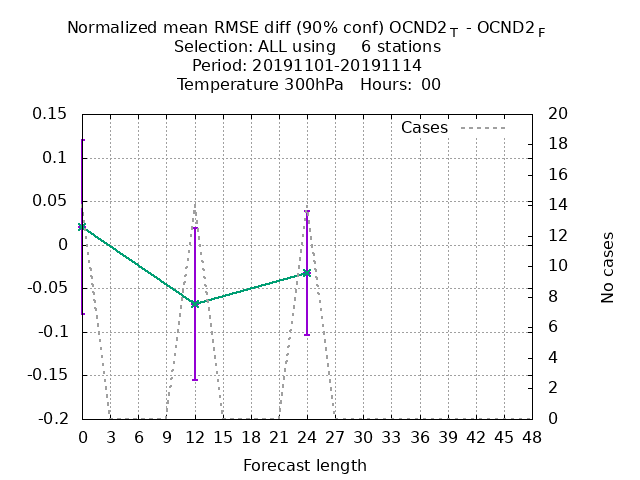 Normalized mean RMSE diff (90% conf) OCND2 T - OCND2 F
Selection: ALL using 6 stations
Period: 20191101-20191114
Temperature 300hPa Hours: 00
Cases
0.15
0.1
0.05
0
-0.05
-0.1
-0.15
-0.2
20
18
16
14
12
10
8
6
4
2
0
No cases
0 3 6 9 12 15 18 21 24 27 30 33 36 39 42 45 48
Forecast length